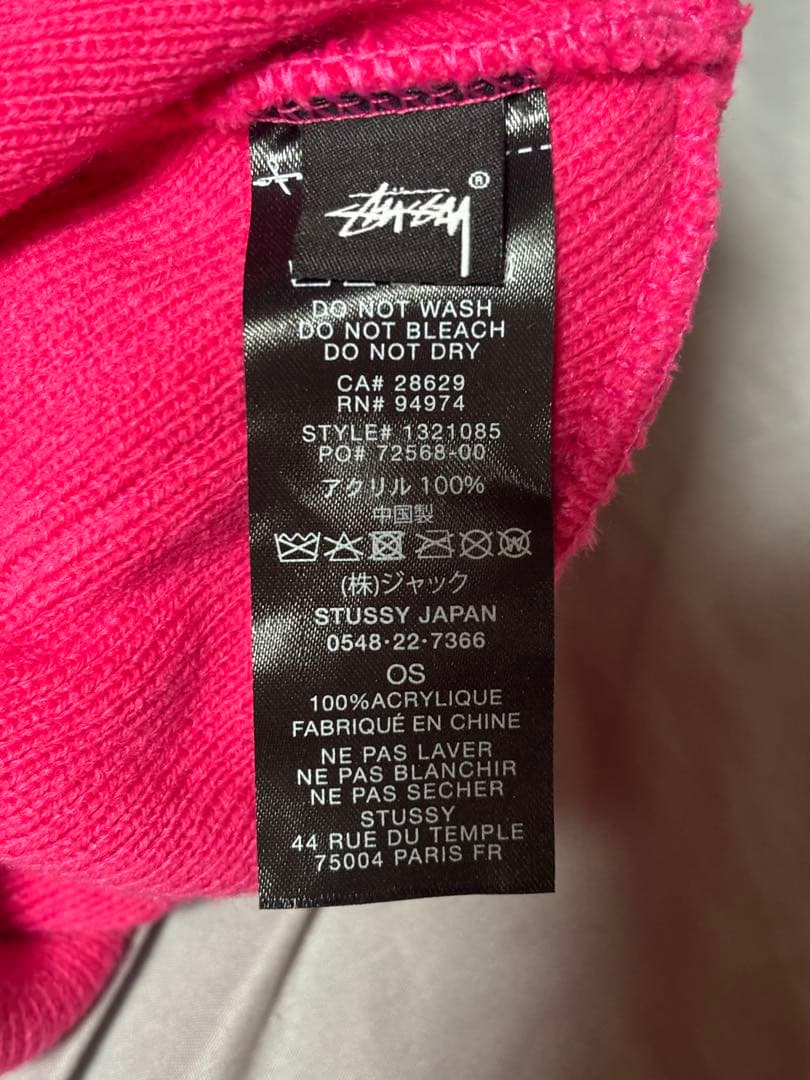 Stüssy ®
DO NOT WASH
DO NOT BLEACH
DO NOT DRY
CA# 28629
RN# 94974
STYLE# 1321085
PO# 72568-00
アクリル 100%
中国製
(株)ジャック
STUSSY JAPAN
0548·22·7366
OS
100%ACRYLIQUE
FABRIQUÉ EN CHINE
NE PAS LAVER
NE PAS BLANCHIR
NE PAS SECHER
STUSSY
44 RUE DU TEMPLE
75004 PARIS FR